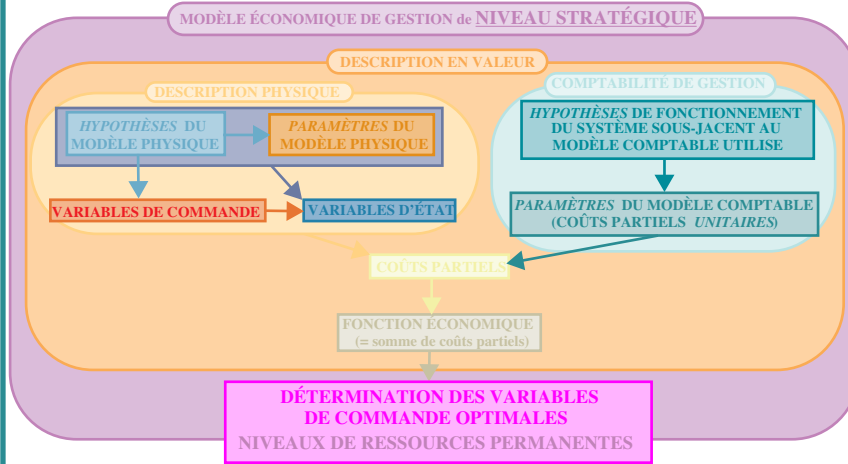 MODÈLE ÉCONOMIQUE DE GESTION de NIVEAU STRATÉGIQUE
DESCRIPTION EN VALEUR
DESCRIPTION PHYSIQUE
COMPTABILITÉ DE GESTION
HYPOTHÈSES DU
MODÈLE PHYSIQUE
PARAMÈTRES DU
MODÈLE PHYSIQUE
HYPOTHÈSES DE FONCTIONNEMENT
DU SYSTÈME SOUS-JACENT AU
MODÈLE COMPTABLE UTILISE
VARIABLES DE COMMANDE
VARIABLES D'ÉTAT
PARAMÈTRES DU MODÈLE COMPTABLE
(COÛTS PARTIELS UNITAIRES)
COÛTS PARTIELS
FONCTION ÉCONOMIQUE
(= somme de coûts partiels)
DÉTERMINATION DES VARIABLES
DE COMMANDE OPTIMALES
NIVEAUX DE RESSOURCES PERMANENTES